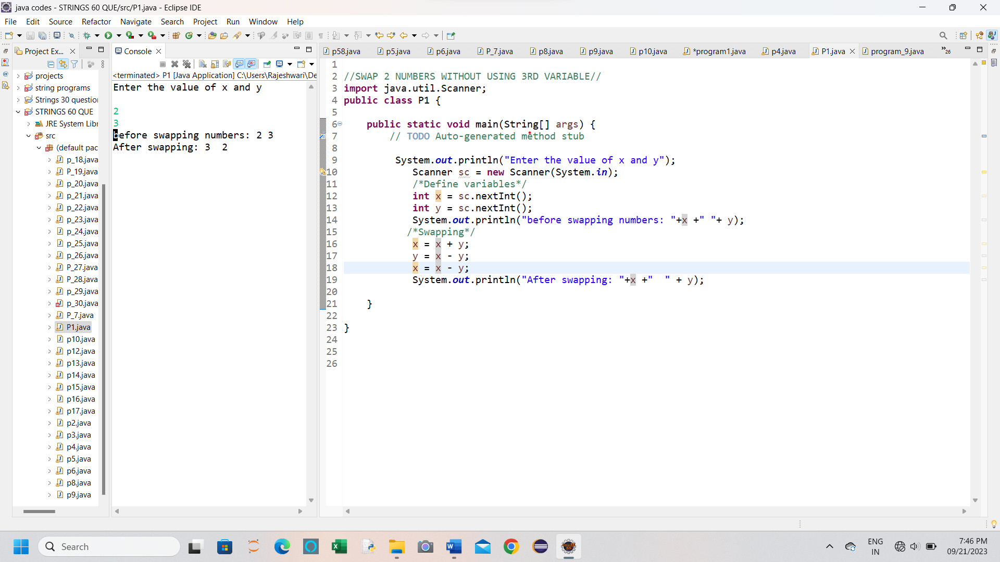 java codes - STRINGS 60 QUE/src/P1.java - Eclipse IDE
File Edit Source Refactor Navigate Search Project Run Window Help
Project Ex...
projects
string programs
Strings 30 question
STRINGS 60 QUE
JRE System Libr
src
(default pac
p_18.java
P_19.java
p_20.java
p_21.java
p_22.java
p_23.java
p_24.java
p_25.java
p_26.java
P_27.java
P_28.java
p_29.java
p_30.java
P_7.java
P1.java
p10.java
p12.java
p13.java
p14.java
p15.java
p16.java
p17.java
p2.java
p3.java
p4.java
p5.java
p6.java
p8.java
p9.java
Console
<terminated> P1 [Java Application] C:\Users\Rajeshwari\De
Enter the value of x and y
2
3
before swapping numbers: 2 3
After swapping: 3  2
p58.java p5.java p6.java P_7.java p8.java p9.java p10.java *program1.java p4.java P1.java program_9.java »26
1
2 //SWAP 2 NUMBERS WITHOUT USING 3RD VARIABLE//
3 import java.util.Scanner;
4 public class P1 {
5
6 public static void main(String[] args) {
7 // TODO Auto-generated method stub
8
9 System.out.println("Enter the value of x and y");
10 Scanner sc = new Scanner(System.in);
11 /*Define variables*/
12 int x = sc.nextInt();
13 int y = sc.nextInt();
14 System.out.println("before swapping numbers: "+x +" "+ y);
15 /*Swapping*/
16 x = x + y;
17 y = x - y;
18 x = x - y;
19 System.out.println("After swapping: "+x +"  " + y);
20
21 }
22
23 }
24
25
26
Search
ENG
IN
7:46 PM
09/21/2023